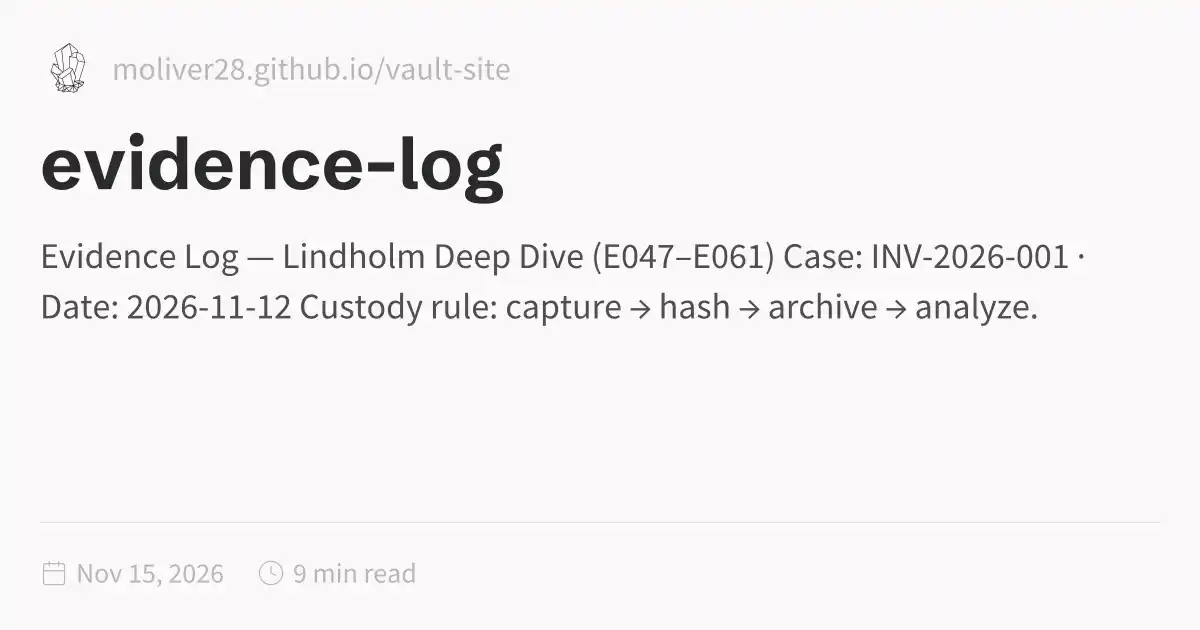 moliver28.github.io/vault-site
evidence-log
Evidence Log — Lindholm Deep Dive (E047–E061) Case: INV-2026-001 ·
Date: 2026-11-12 Custody rule: capture → hash → archive → analyze.
Nov 15, 2026 9 min read